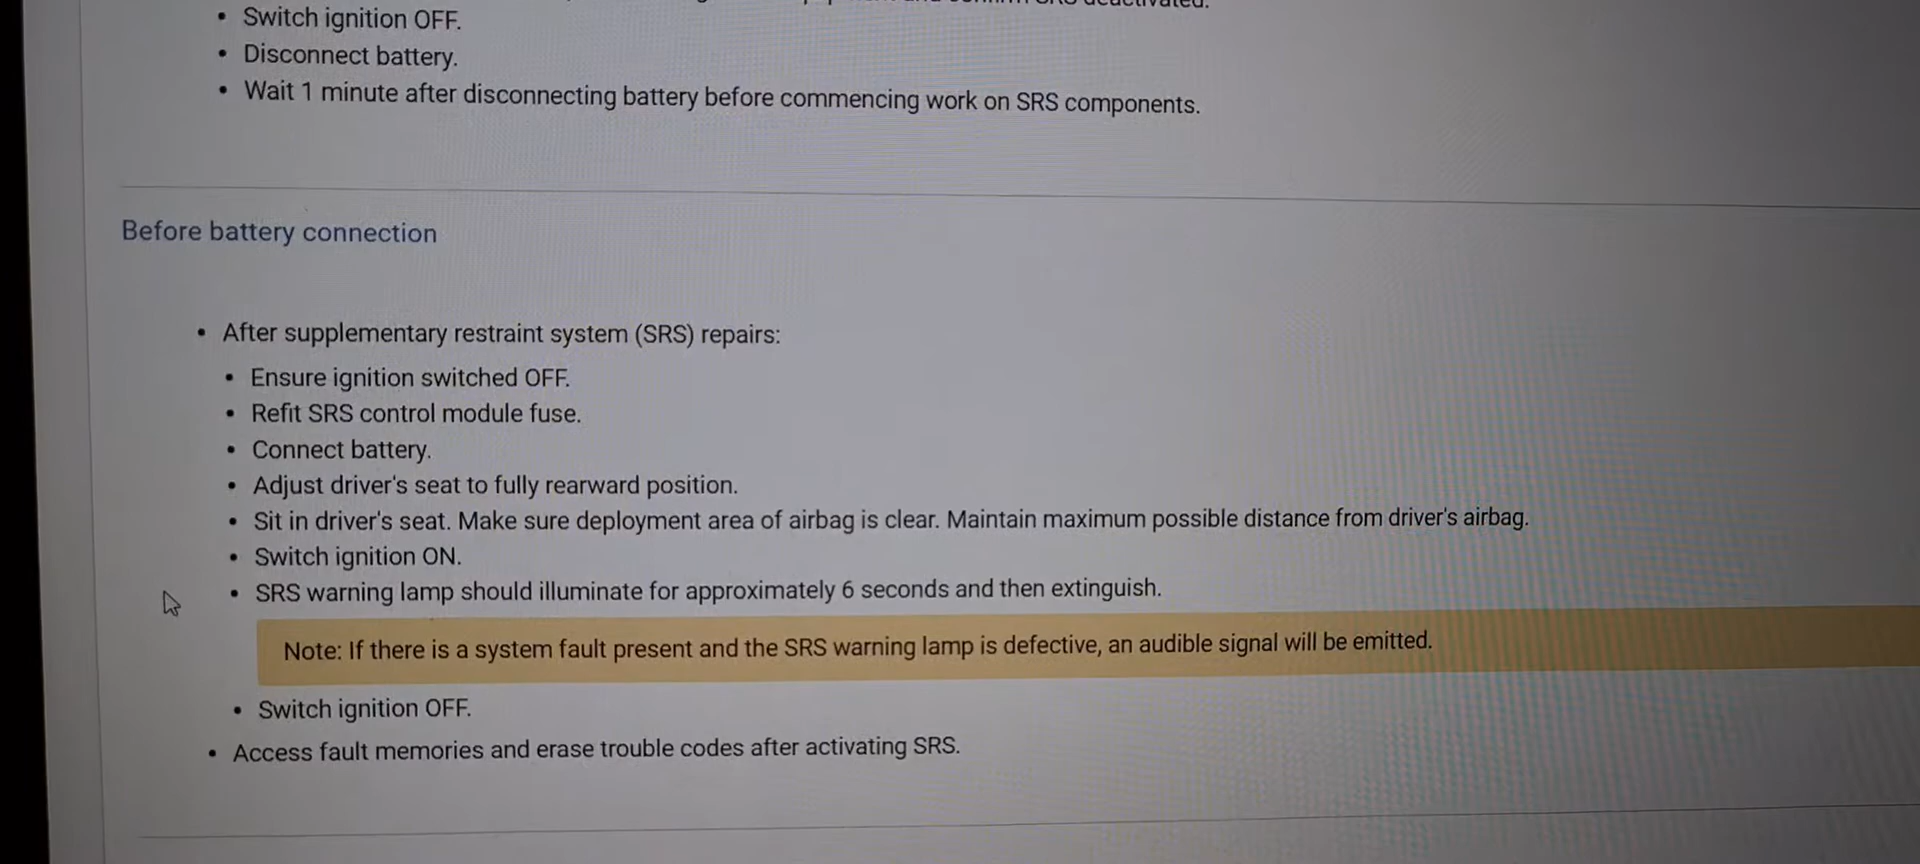 deactivated.
• Switch ignition OFF.
• Disconnect battery.
• Wait 1 minute after disconnecting battery before commencing work on SRS components.
Before battery connection
• After supplementary restraint system (SRS) repairs:
• Ensure ignition switched OFF.
• Refit SRS control module fuse.
• Connect battery.
• Adjust driver's seat to fully rearward position.
• Sit in driver's seat. Make sure deployment area of airbag is clear. Maintain maximum possible distance from driver's airbag.
• Switch ignition ON.
• SRS warning lamp should illuminate for approximately 6 seconds and then extinguish.
Note: If there is a system fault present and the SRS warning lamp is defective, an audible signal will be emitted.
• Switch ignition OFF.
• Access fault memories and erase trouble codes after activating SRS.